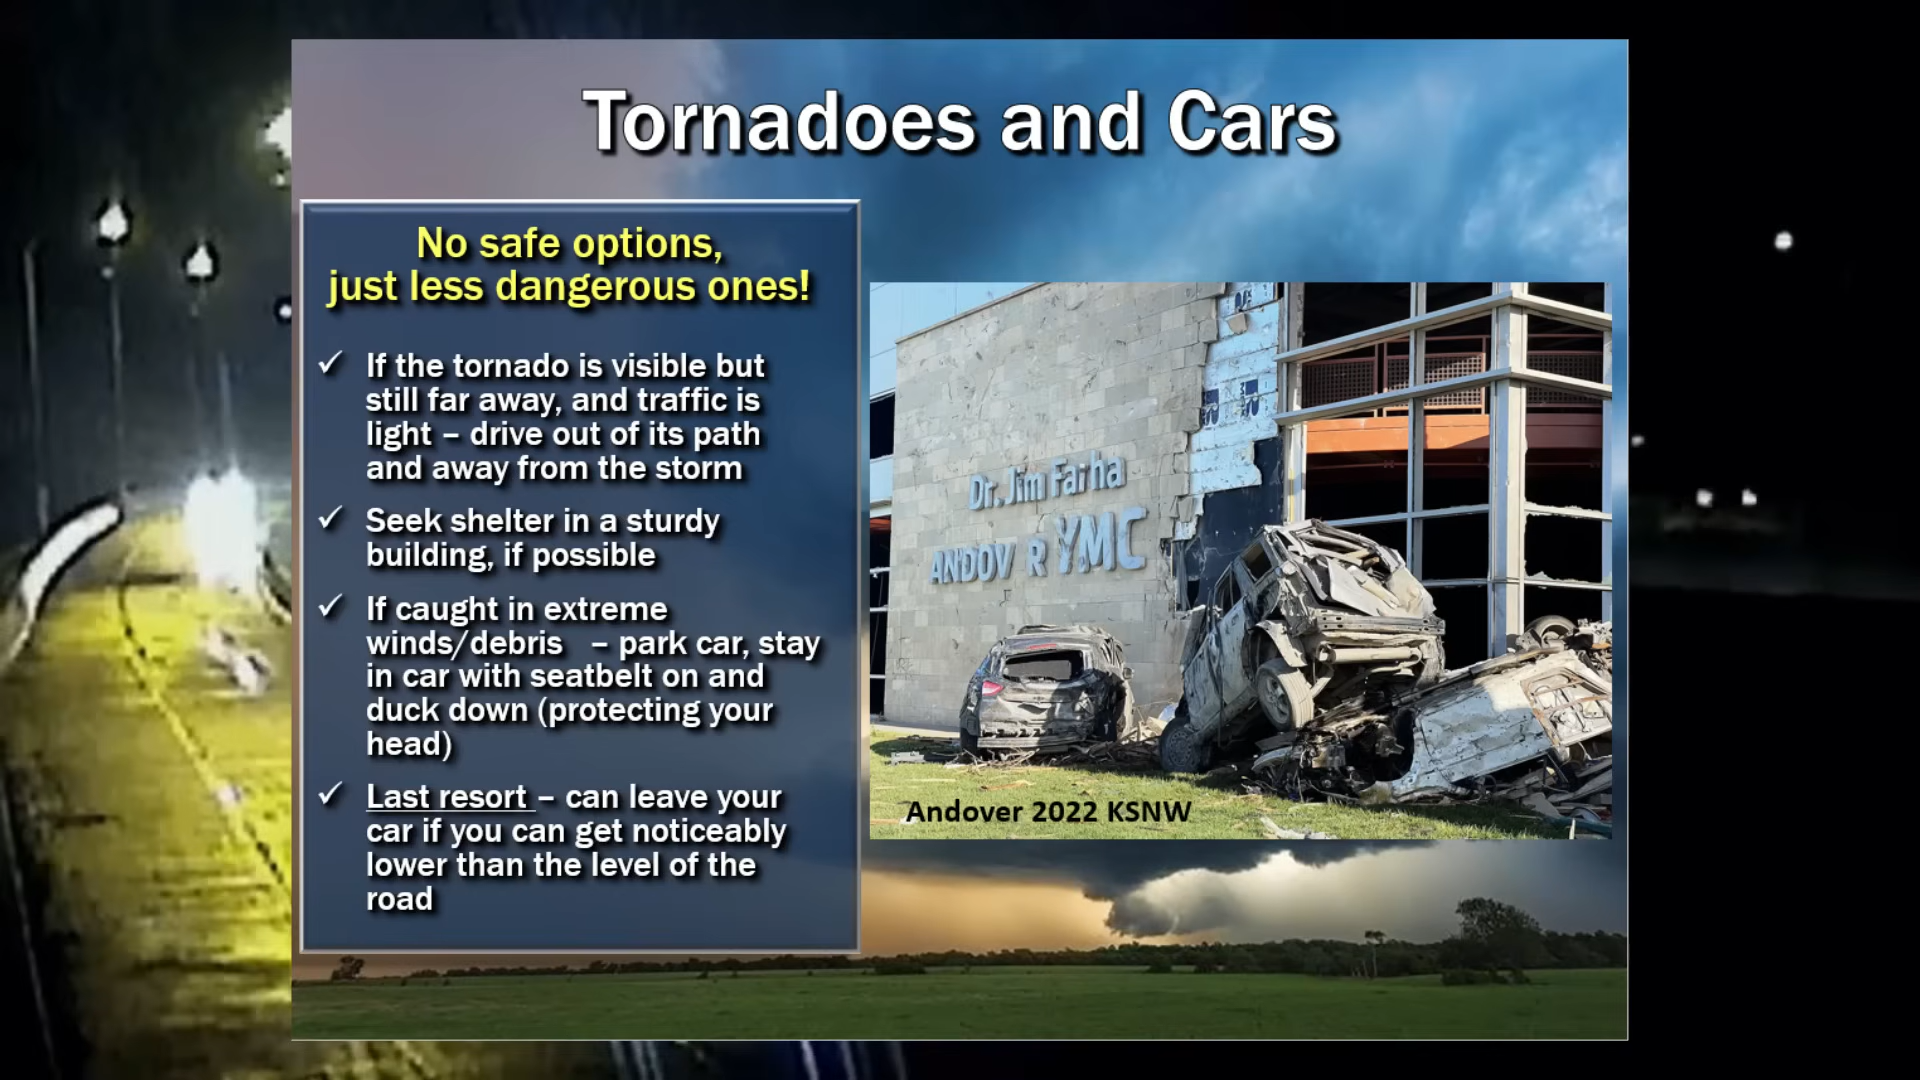 Tornadoes and Cars
No safe options,
just less dangerous ones!
✓ If the tornado is visible but
still far away, and traffic is
light – drive out of its path
and away from the storm
✓ Seek shelter in a sturdy
building, if possible
✓ If caught in extreme
winds/debris – park car, stay
in car with seatbelt on and
duck down (protecting your
head)
✓ Last resort – can leave your
car if you can get noticeably
lower than the level of the
road
Dr. Jim Farha
ANDOV R YMC
Andover 2022 KSNW